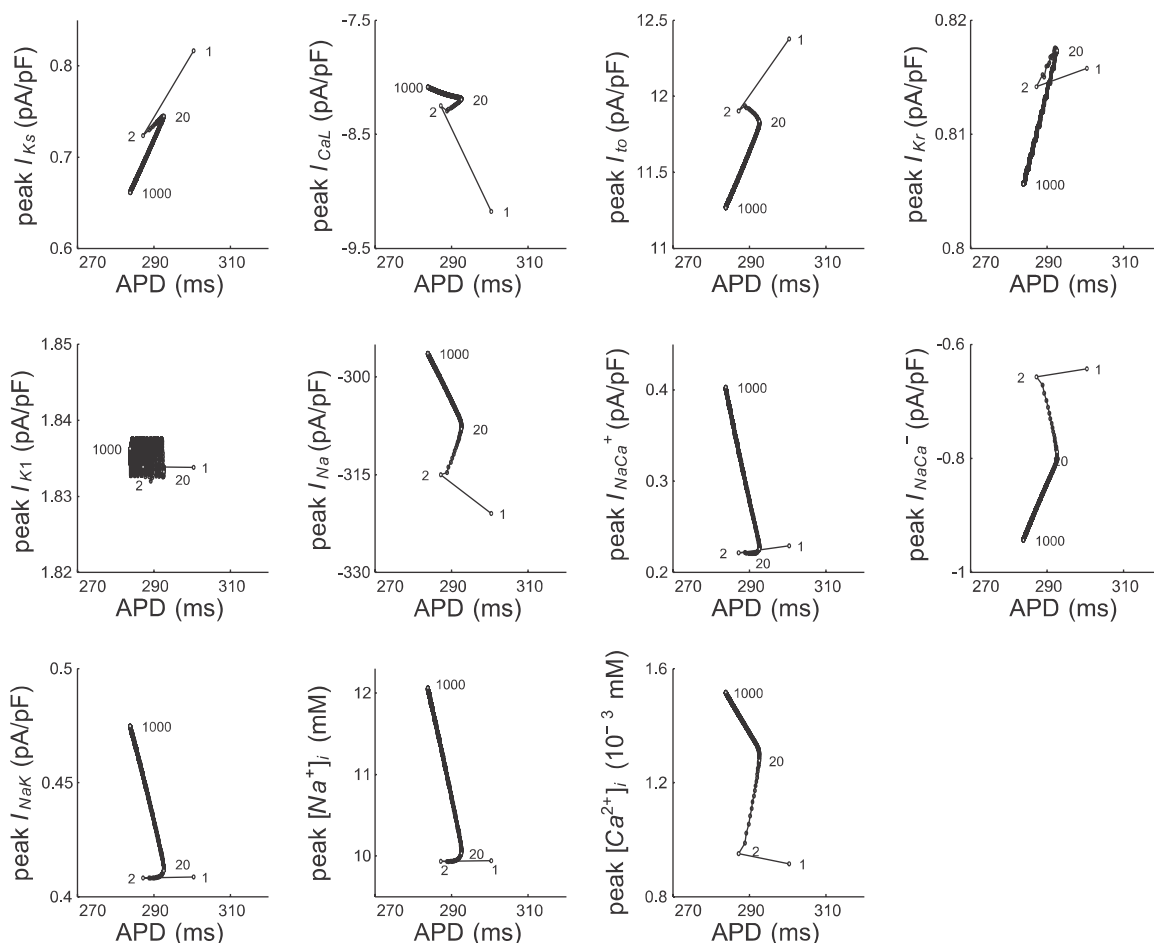 peak I_Ks (pA/pF)
0.8
0.7
0.6
1
2
20
1000
270 290 310
APD (ms)
peak I_CaL (pA/pF)
-7.5
-8.5
-9.5
1000
20
2
1
270 290 310
APD (ms)
peak I_to (pA/pF)
12.5
12
11.5
11
1
2
20
1000
270 290 310
APD (ms)
peak I_Kr (pA/pF)
0.82
0.81
0.8
20
1
2
1000
270 290 310
APD (ms)
peak I_K1 (pA/pF)
1.85
1.84
1.83
1.82
1000
1
2 20
270 290 310
APD (ms)
peak I_Na (pA/pF)
-300
-315
-330
1000
20
2
1
270 290 310
APD (ms)
peak I_NaCa⁺ (pA/pF)
0.4
0.3
0.2
1000
1
2
20
270 290 310
APD (ms)
peak I_NaCa⁻ (pA/pF)
-0.6
-0.8
-1
1
2
20
1000
270 290 310
APD (ms)
peak I_NaK (pA/pF)
0.5
0.45
0.4
1000
20
2 1
270 290 310
APD (ms)
peak [Na⁺]_i (mM)
12
11
10
1000
20
2 1
270 290 310
APD (ms)
peak [Ca²⁺]_i (10⁻³ mM)
1.6
1.2
0.8
1000
20
2
1
270 290 310
APD (ms)